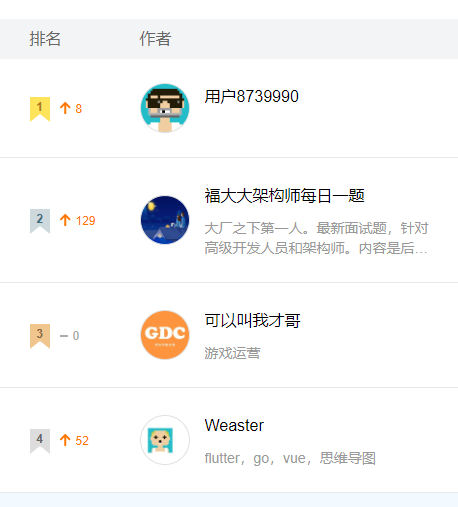 排名 作者
1 ↑ 8 用户8739990
福大大架构师每日一题
2 ↑ 129
大厂之下第一人。最新面试题，针对
高级开发人员和架构师。内容是后...
可以叫我才哥
3 – 0 GDC
游戏运营
Weaster
4 ↑ 52
flutter，go，vue，思维导图